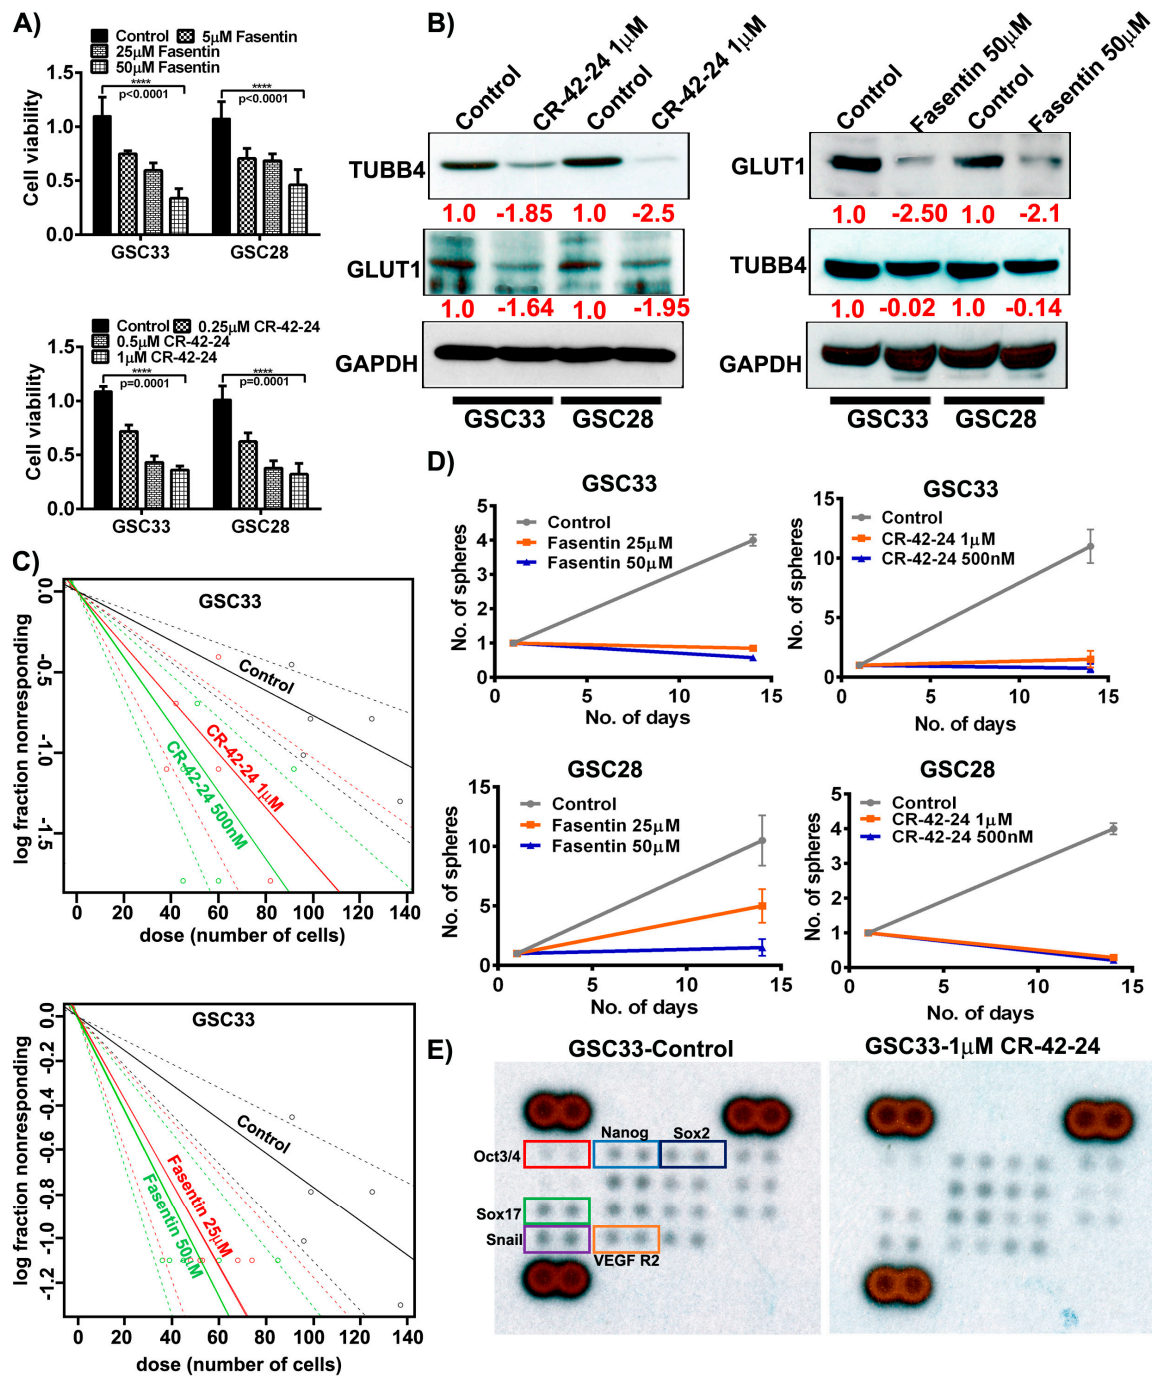 A)
Control 5μM Fasentin
25μM Fasentin
50μM Fasentin
Cell viability
1.5
1.0
0.5
0.0
****
p<0.0001
****
p<0.0001
GSC33 GSC28
Control 0.25μM CR-42-24
0.5μM CR-42-24
1μM CR-42-24
Cell viability
1.5
1.0
0.5
0.0
****
p=0.0001
****
p=0.0001
GSC33 GSC28
B)
Control CR-42-24 1μM Control CR-42-24 1μM
TUBB4
1.0 -1.85 1.0 -2.5
GLUT1
1.0 -1.64 1.0 -1.95
GAPDH
GSC33 GSC28
Control Fasentin 50μM Control Fasentin 50μM
GLUT1
1.0 -2.50 1.0 -2.1
TUBB4
1.0 -0.02 1.0 -0.14
GAPDH
GSC33 GSC28
C)
GSC33
log fraction nonresponding
0.0
-0.5
-1.0
-1.5
Control
CR-42-24 1μM
CR-42-24 500nM
0 20 40 60 80 100 120 140
dose (number of cells)
GSC33
log fraction nonresponding
0.0
-0.2
-0.4
-0.6
-0.8
-1.0
-1.2
Control
Fasentin 25μM
Fasentin 50μM
0 20 40 60 80 100 120 140
dose (number of cells)
D)
GSC33
No. of spheres
5
4
3
2
1
0
Control
Fasentin 25μM
Fasentin 50μM
0 5 10 15
No. of days
GSC33
No. of spheres
15
10
5
0
Control
CR-42-24 1μM
CR-42-24 500nM
0 5 10 15
No. of days
GSC28
No. of spheres
15
10
5
0
Control
Fasentin 25μM
Fasentin 50μM
0 5 10 15
No. of days
GSC28
No. of spheres
5
4
3
2
1
0
Control
CR-42-24 1μM
CR-42-24 500nM
0 5 10 15
No. of days
E)
GSC33-Control
Nanog Sox2
Oct3/4
Sox17
Snail
VEGF R2
GSC33-1μM CR-42-24